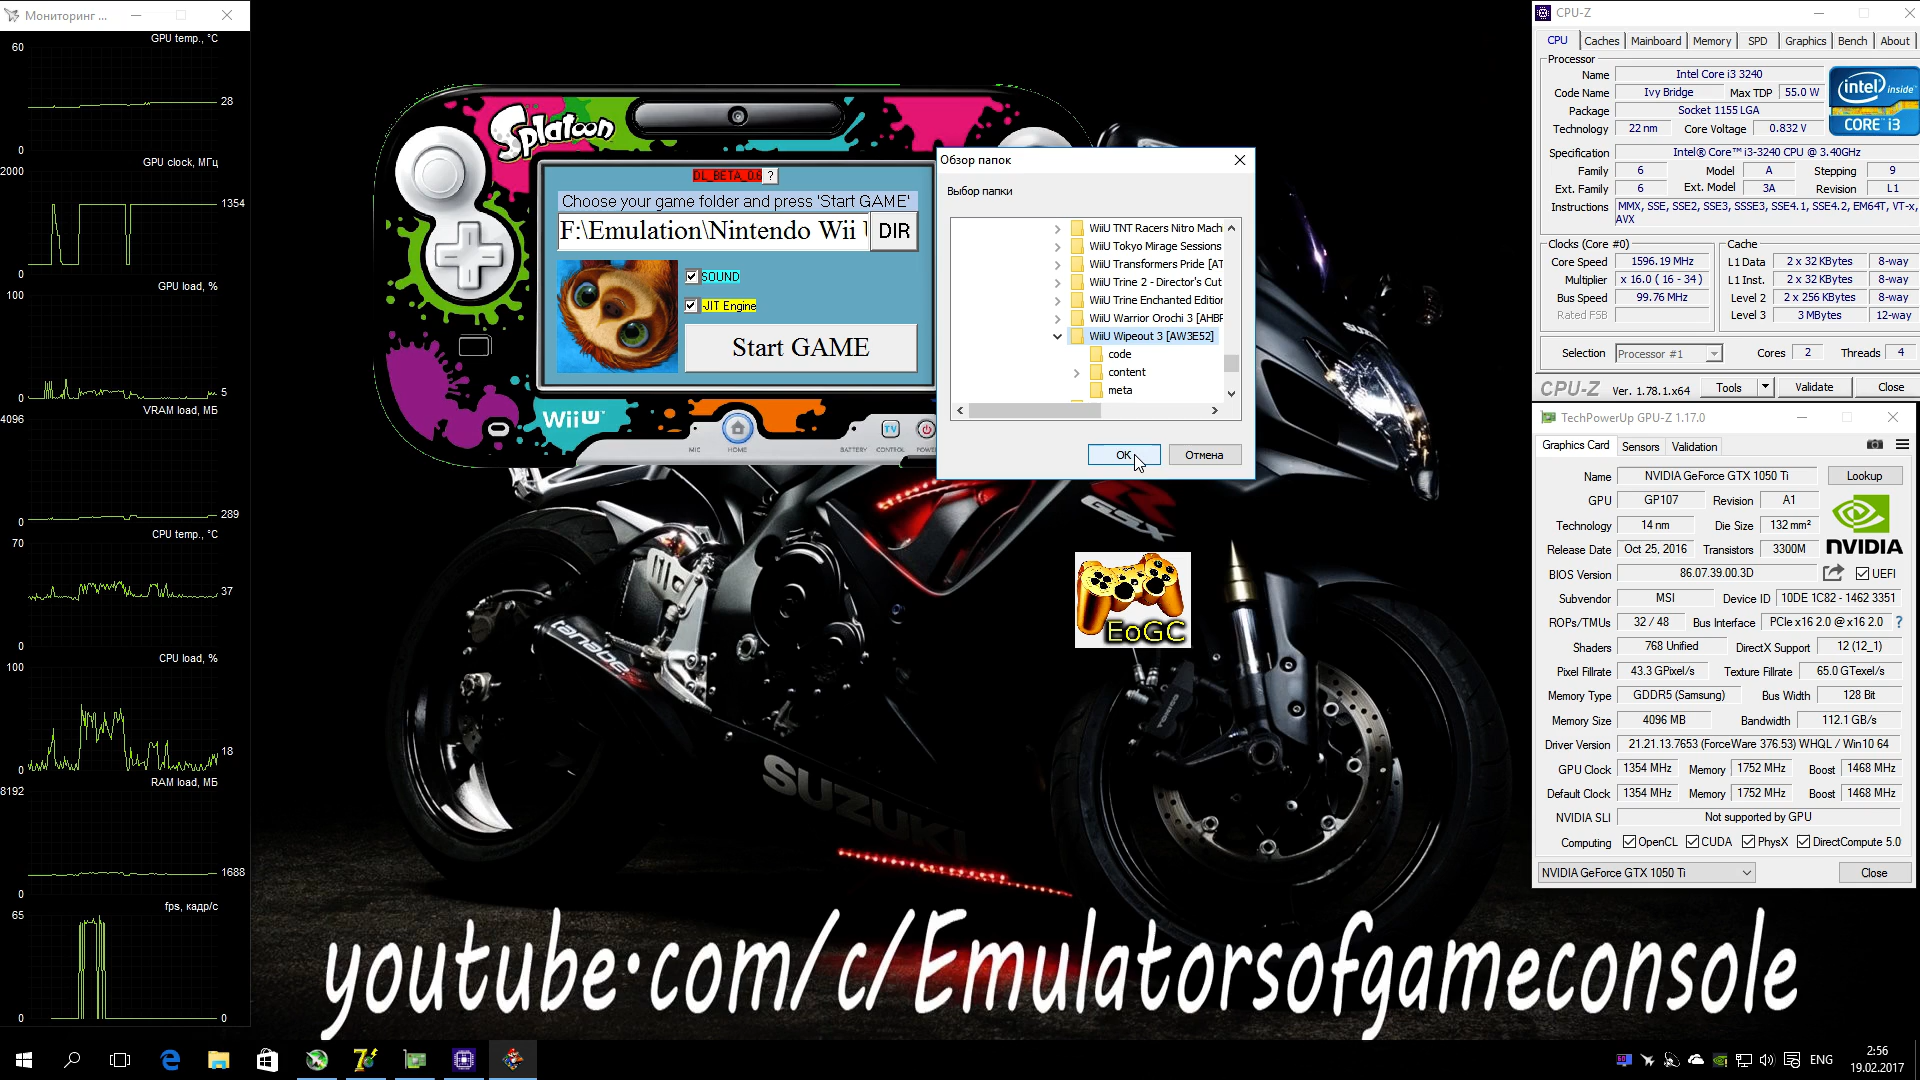 Мониторинг ...
GPU temp., °C
60
28
0
GPU clock, МГц
2000
1354
0
GPU load, %
100
5
0
VRAM load, МБ
4096
289
0
CPU temp., °C
70
37
0
CPU load, %
100
18
0
RAM load, МБ
8192
1688
0
fps, кадр/с
65
0
0
Splatoon
DL_BETA_0.6
?
Choose your game folder and press 'Start GAME'
F:\Emulation\Nintendo Wii
DIR
SOUND
-JIT Engine
Start GAME
Wii U
MIC
HOME
BATTERY
TV
CONTROL
POWER
Обзор папок
Выбор папки
WiiU TNT Racers Nitro Mach
WiiU Tokyo Mirage Sessions
WiiU Transformers Pride [AT
WiiU Trine 2 - Director's Cut
WiiU Trine Enchanted Edition
WiiU Warrior Orochi 3 [AHBP
WiiU Wipeout 3 [AW3E52]
code
content
meta
OK
Отмена
SUZUKI
R
GSX
EoGC
tanabe
SUZUKI
youtube.com/c/Emulatorsofgameconsole
CPU-Z
CPU Caches Mainboard Memory SPD Graphics Bench About
Processor
Name Intel Core i3 3240
Code Name Ivy Bridge Max TDP 55.0 W
Package Socket 1155 LGA
Technology 22 nm Core Voltage 0.832 V
intel inside™
CORE i3
Specification Intel® Core™ i3-3240 CPU @ 3.40GHz
Family 6 Model A Stepping 9
Ext. Family 6 Ext. Model 3A Revision L1
Instructions MMX, SSE, SSE2, SSE3, SSSE3, SSE4.1, SSE4.2, EM64T, VT-x,
AVX
Clocks (Core #0)
Core Speed 1596.19 MHz
Multiplier x 16.0 ( 16 - 34 )
Bus Speed 99.76 MHz
Rated FSB
Cache
L1 Data 2 x 32 KBytes 8-way
L1 Inst. 2 x 32 KBytes 8-way
Level 2 2 x 256 KBytes 8-way
Level 3 3 MBytes 12-way
Selection Processor #1 Cores 2 Threads 4
CPU-Z Ver. 1.78.1.x64 Tools Validate Close
TechPowerUp GPU-Z 1.17.0
Graphics Card Sensors Validation
Name NVIDIA GeForce GTX 1050 Ti Lookup
GPU GP107 Revision A1
Technology 14 nm Die Size 132 mm²
Release Date Oct 25, 2016 Transistors 3300M
NVIDIA
BIOS Version 86.07.39.00.3D UEFI
Subvendor MSI Device ID 10DE 1C82 - 1462 3351
ROPs/TMUs 32 / 48 Bus Interface PCIe x16 2.0 @ x16 2.0 ?
Shaders 768 Unified DirectX Support 12 (12_1)
Pixel Fillrate 43.3 GPixel/s Texture Fillrate 65.0 GTexel/s
Memory Type GDDR5 (Samsung) Bus Width 128 Bit
Memory Size 4096 MB Bandwidth 112.1 GB/s
Driver Version 21.21.13.7653 (ForceWare 376.53) WHQL / Win10 64
GPU Clock 1354 MHz Memory 1752 MHz Boost 1468 MHz
Default Clock 1354 MHz Memory 1752 MHz Boost 1468 MHz
NVIDIA SLI Not supported by GPU
Computing OpenCL CUDA PhysX DirectCompute 5.0
NVIDIA GeForce GTX 1050 Ti Close
60
ENG
2:56
19.02.2017